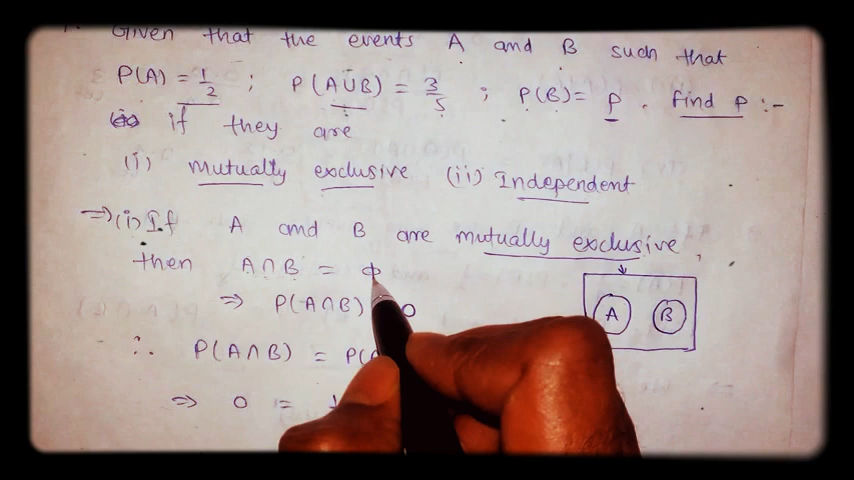 Given that the events A and B such that
P(A) = 1/2 ; P(A∪B) = 3/5 ; P(B) = p . find p :-
if they are
(i) mutually exclusive (ii) Independent
⇒ (i) If A and B are mutually exclusive,
then A∩B = ϕ
⇒ P(A∩B) 0
A B
∴ P(A∩B) = P(
⇒ 0 =